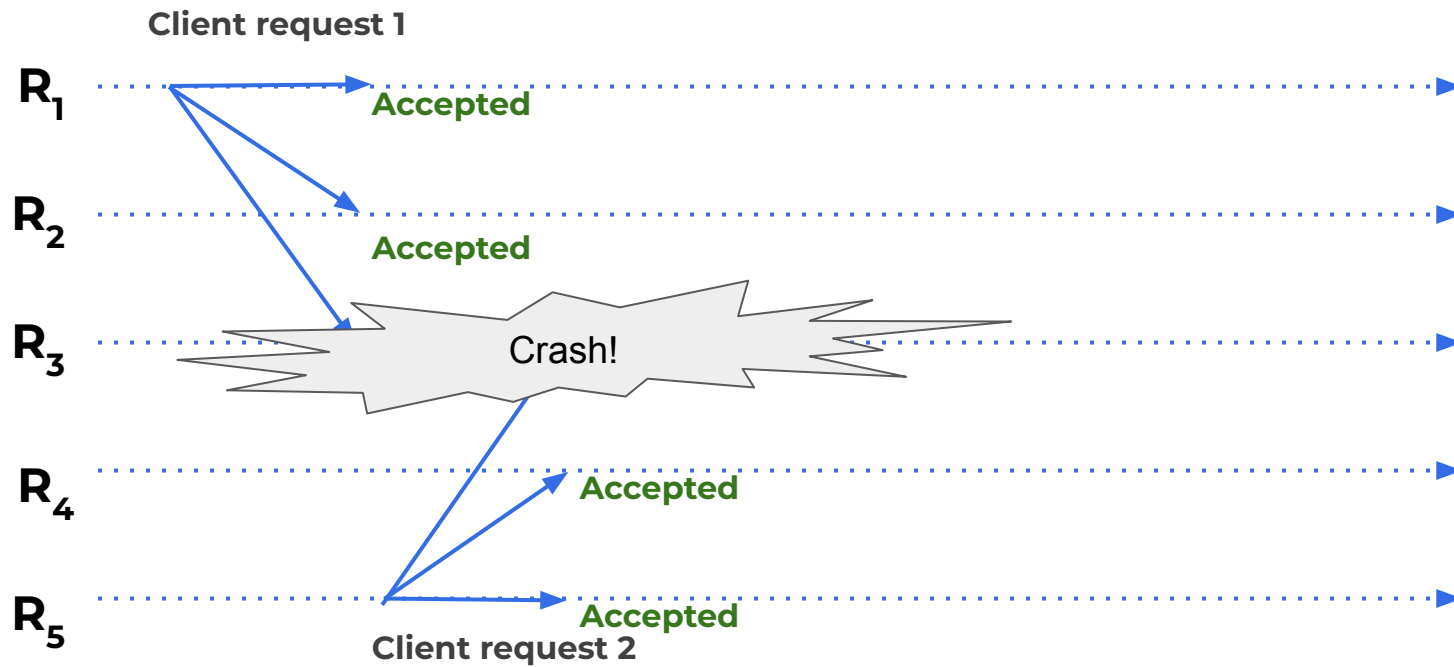 Client request 1
R1
Accepted
R2
Accepted
R3
Crash!
R4
Accepted
R5
Accepted
Client request 2